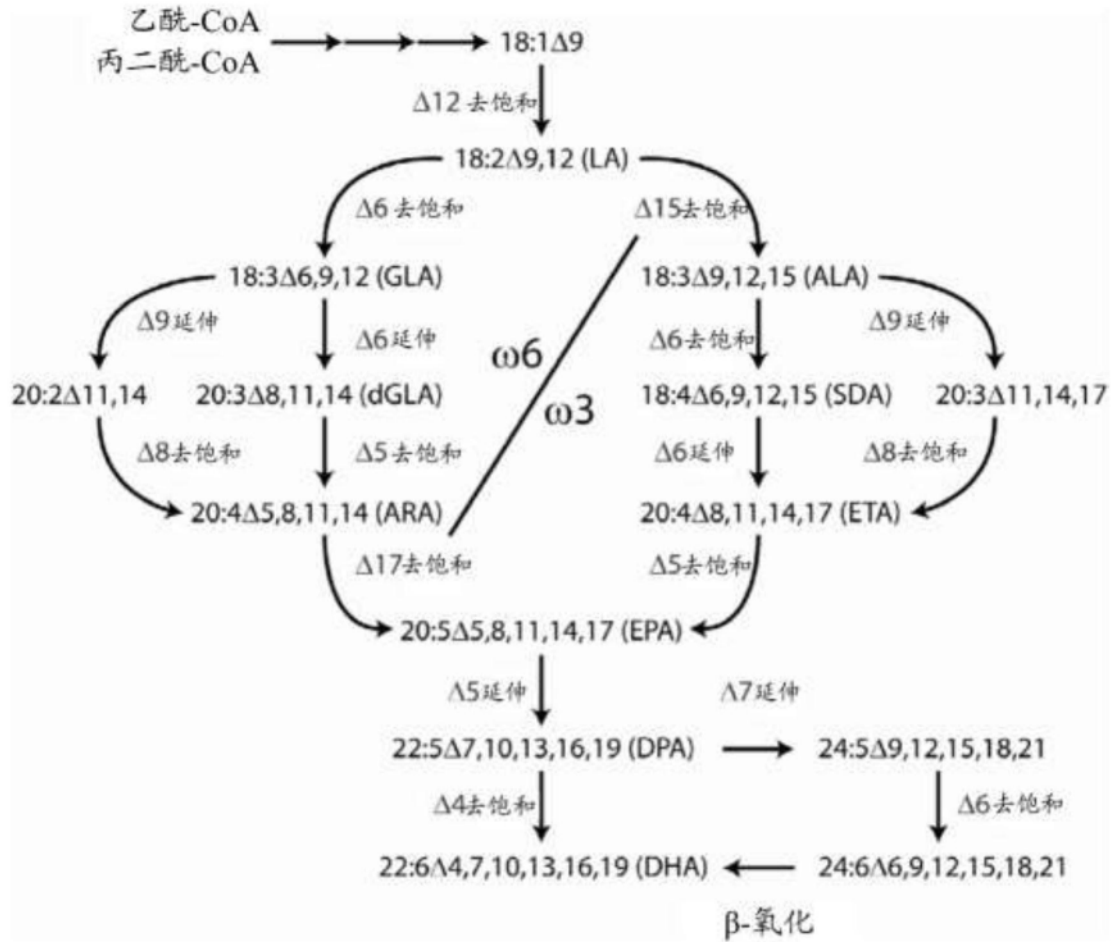 乙酰-CoA
丙二酰-CoA
18:1Δ9
Δ12 去饱和
18:2Δ9,12 (LA)
Δ6 去饱和
Δ15去饱和
18:3Δ6,9,12 (GLA)
18:3Δ9,12,15 (ALA)
Δ9延伸
Δ6延伸
Δ6去饱和
Δ9延伸
ω6
ω3
20:2Δ11,14
20:3Δ8,11,14 (dGLA)
18:4Δ6,9,12,15 (SDA)
20:3Δ11,14,17
Δ8去饱和
Δ5去饱和
Δ6延伸
Δ8去饱和
20:4Δ5,8,11,14 (ARA)
20:4Δ8,11,14,17 (ETA)
Δ17去饱和
Δ5去饱和
20:5Δ5,8,11,14,17 (EPA)
Δ5延伸
Δ7延伸
22:5Δ7,10,13,16,19 (DPA)
24:5Δ9,12,15,18,21
Δ4去饱和
Δ6去饱和
22:6Δ4,7,10,13,16,19 (DHA)
24:6Δ6,9,12,15,18,21
β-氧化